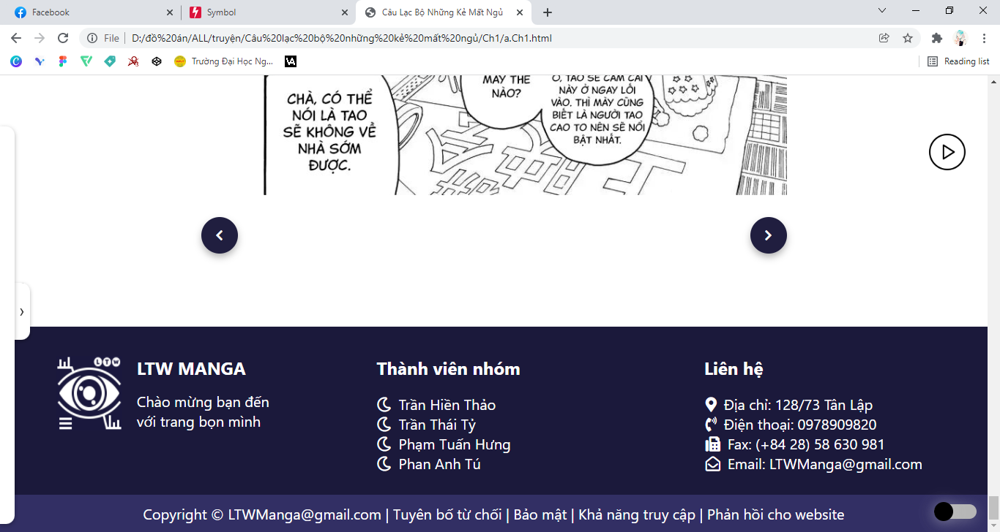 Facebook
Symbol
Câu Lạc Bộ Những Kẻ Mất Ngủ
File
D:/đồ%20án/ALL/truyện/Câu%20lạc%20bộ%20những%20kẻ%20mất%20ngủ/Ch1/a.Ch1.html
Trường Đại Học Ng...
Reading list
MÀY THẾ
NÀO?
Ờ, TAO SẼ CẮM CÁI
NÀY Ở NGAY LỐI
VÀO. THÌ MÀY CŨNG
BIẾT LÀ NGƯỜI TAO
CAO TO NÊN SẼ NỔI
BẬT NHẤT.
CHÀ, CÓ THỂ
NÓI LÀ TAO
SẼ KHÔNG VỀ
NHÀ SỚM
ĐƯỢC.
LTW
LTW MANGA
Chào mừng bạn đến
với trang bọn mình
Thành viên nhóm
Trần Hiền Thảo
Trần Thái Tỷ
Phạm Tuấn Hưng
Phan Anh Tú
Liên hệ
Địa chỉ: 128/73 Tân Lập
Điện thoại: 0978909820
Fax: (+84 28) 58 630 981
Email: LTWManga@gmail.com
Copyright © LTWManga@gmail.com | Tuyên bố từ chối | Bảo mật | Khả năng truy cập | Phản hồi cho website